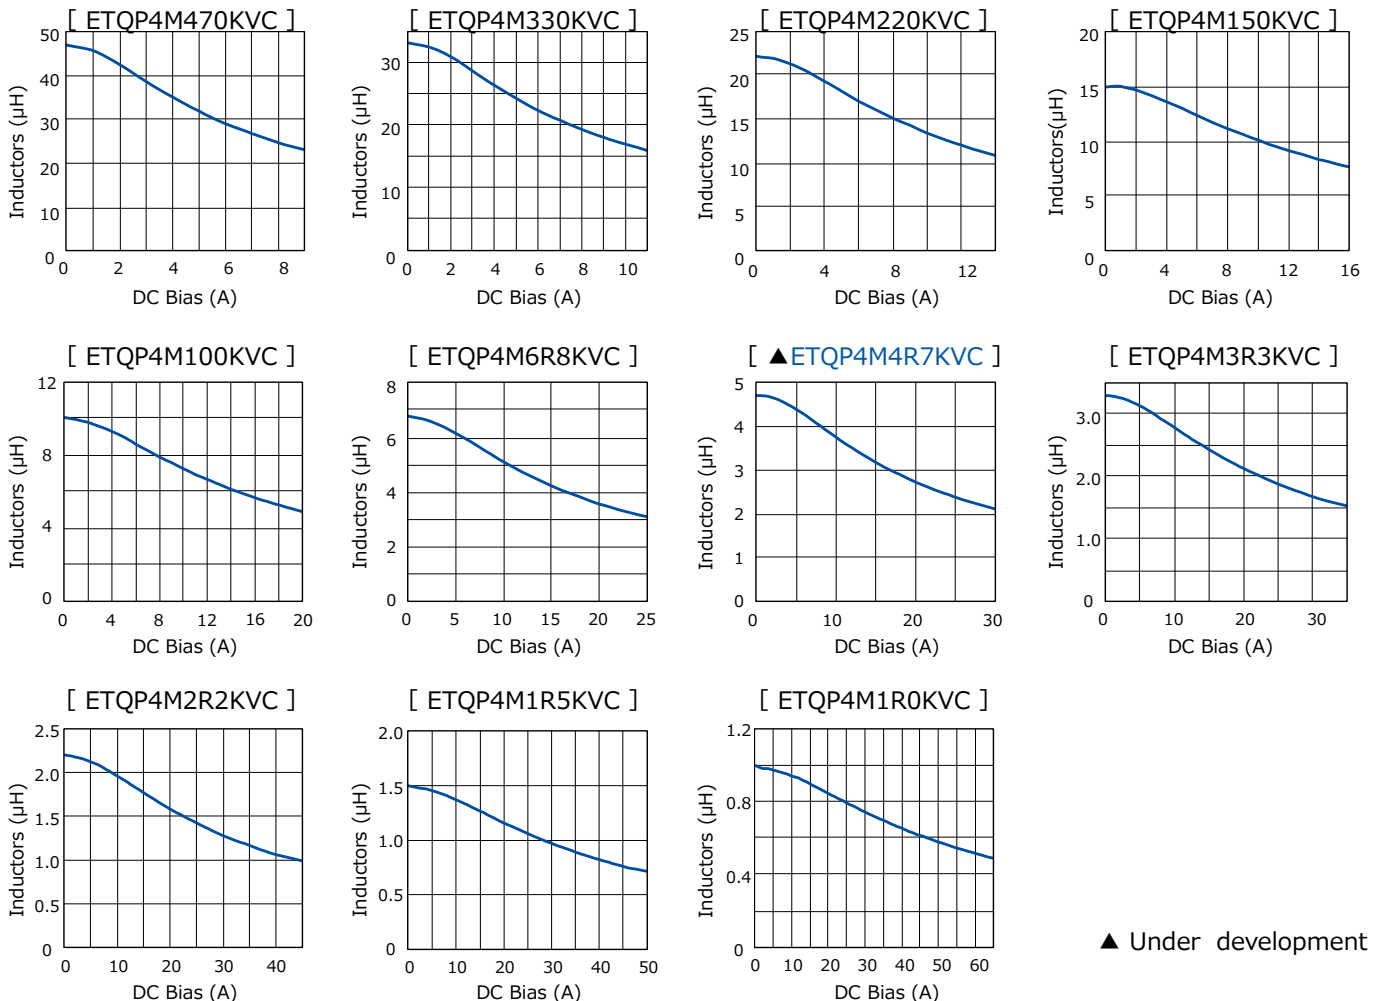 [ ETQP4M470KVC ]
50
40
30
20
10
0
Inductors (µH)
0 2 4 6 8
DC Bias (A)
[ ETQP4M330KVC ]
30
20
10
0
Inductors (µH)
0 2 4 6 8 10
DC Bias (A)
[ ETQP4M220KVC ]
25
20
15
10
5
0
Inductors (µH)
0 4 8 12
DC Bias (A)
[ ETQP4M150KVC ]
20
15
10
5
0
Inductors(µH)
0 4 8 12 16
DC Bias (A)
[ ETQP4M100KVC ]
12
8
4
0
Inductors (µH)
0 4 8 12 16 20
DC Bias (A)
[ ETQP4M6R8KVC ]
8
6
4
2
0
Inductors (µH)
0 5 10 15 20 25
DC Bias (A)
[ ▲ETQP4M4R7KVC ]
5
4
3
2
1
0
Inductors (µH)
0 10 20 30
DC Bias (A)
[ ETQP4M3R3KVC ]
3.0
2.0
1.0
0
Inductors (µH)
0 10 20 30
DC Bias (A)
[ ETQP4M2R2KVC ]
2.5
2.0
1.5
1.0
0.5
0
Inductors (µH)
0 10 20 30 40
DC Bias (A)
[ ETQP4M1R5KVC ]
2.0
1.5
1.0
0.5
0
Inductors (µH)
0 10 20 30 40 50
DC Bias (A)
[ ETQP4M1R0KVC ]
1.2
0.8
0.4
0
Inductors (µH)
0 10 20 30 40 50 60
DC Bias (A)
▲ Under development